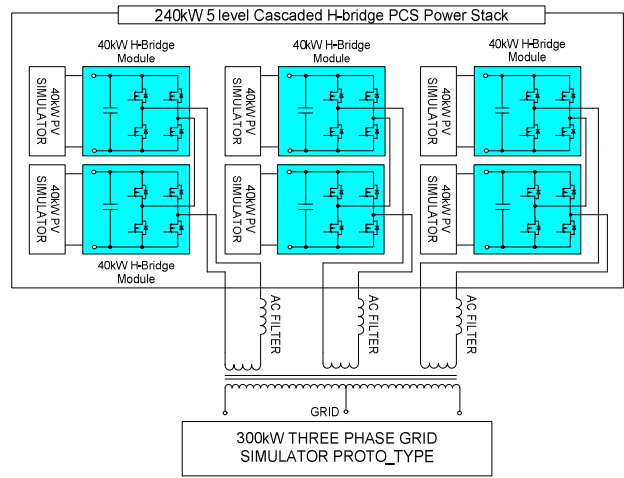 240kW 5 level Cascaded H-bridge PCS Power Stack
40kW H-Bridge
Module
40kW H-Bridge
Module
40kW H-Bridge
Module
40kW PV
SIMULATOR
40kW PV
SIMULATOR
40kW PV
SIMULATOR
40kW PV
SIMULATOR
40kW PV
SIMULATOR
40kW PV
SIMULATOR
40kW H-Bridge
Module
AC FILTER
AC FILTER
AC FILTER
GRID
300kW THREE PHASE GRID
SIMULATOR PROTO_TYPE